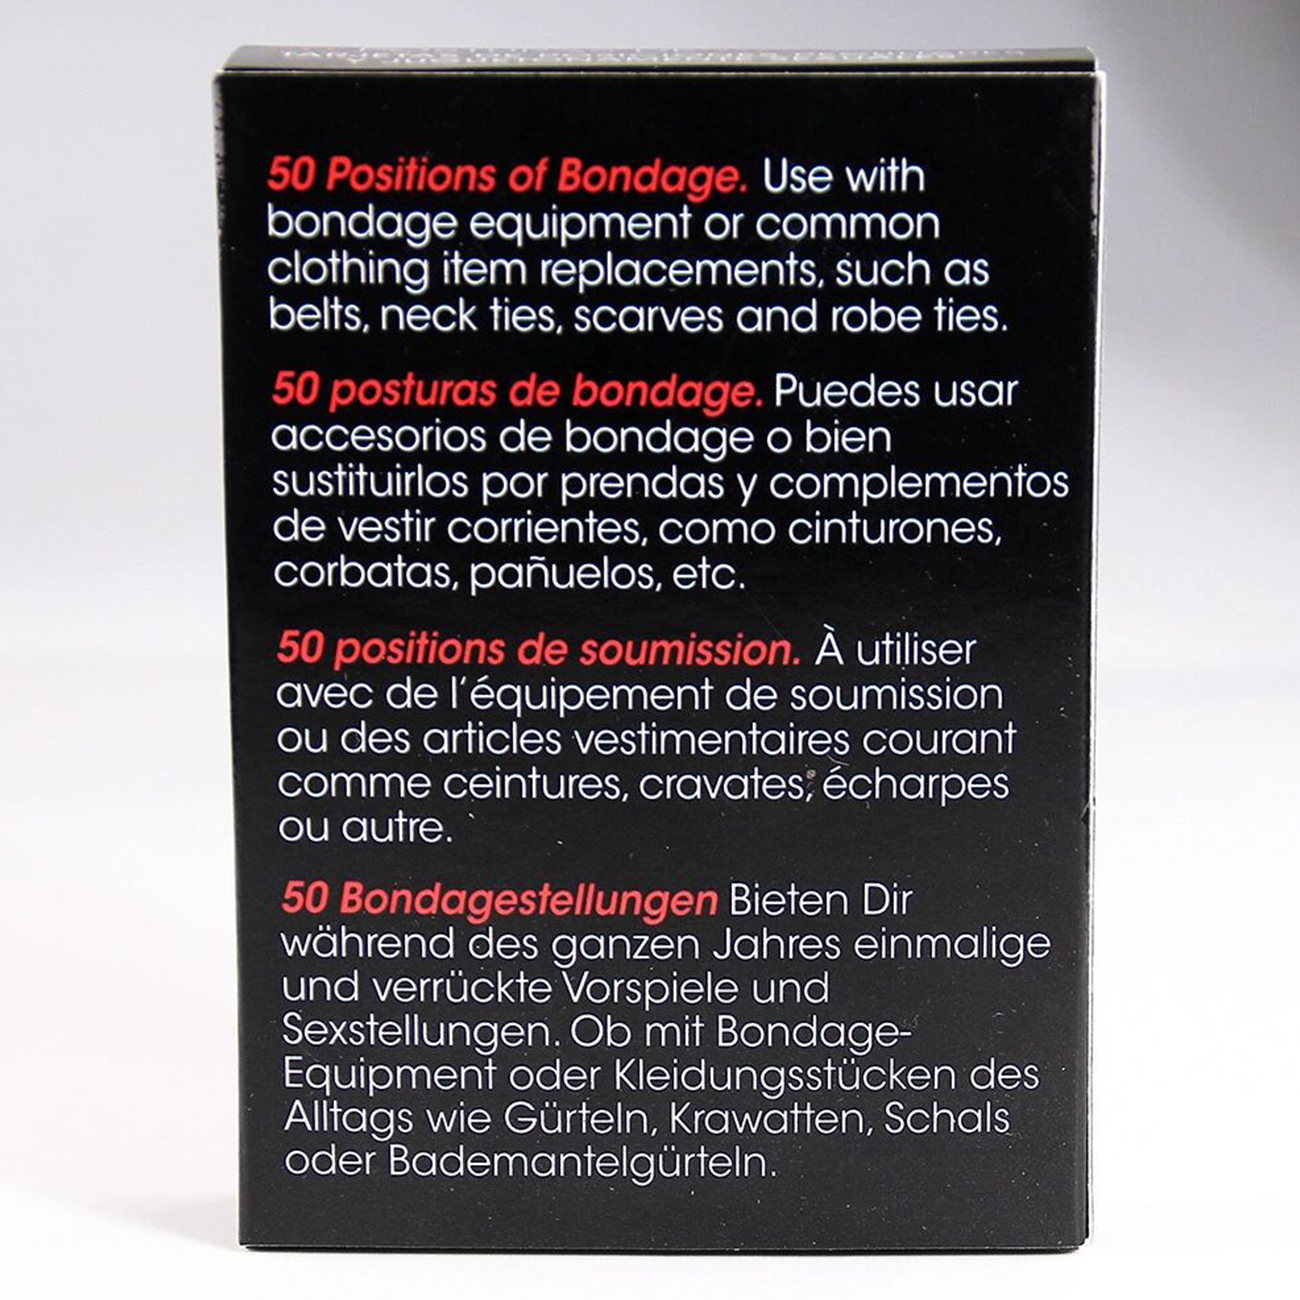 50 Positions of Bondage. Use with
bondage equipment or common
clothing item replacements, such as
belts, neck ties, scarves and robe ties.
50 posturas de bondage. Puedes usar
accesorios de bondage o bien
sustituirlos por prendas y complementos
de vestir corrientes, como cinturones,
corbatas, pañuelos, etc.
50 positions de soumission. À utiliser
avec de l'équipement de soumission
ou des articles vestimentaires courant
comme ceintures, cravates, écharpes
ou autre.
50 Bondagestellungen Bieten Dir
während des ganzen Jahres einmalige
und verrückte Vorspiele und
Sexstellungen. Ob mit Bondage-
Equipment oder Kleidungsstücken des
Alltags wie Gürteln, Krawatten, Schals
oder Bademantelgürteln.